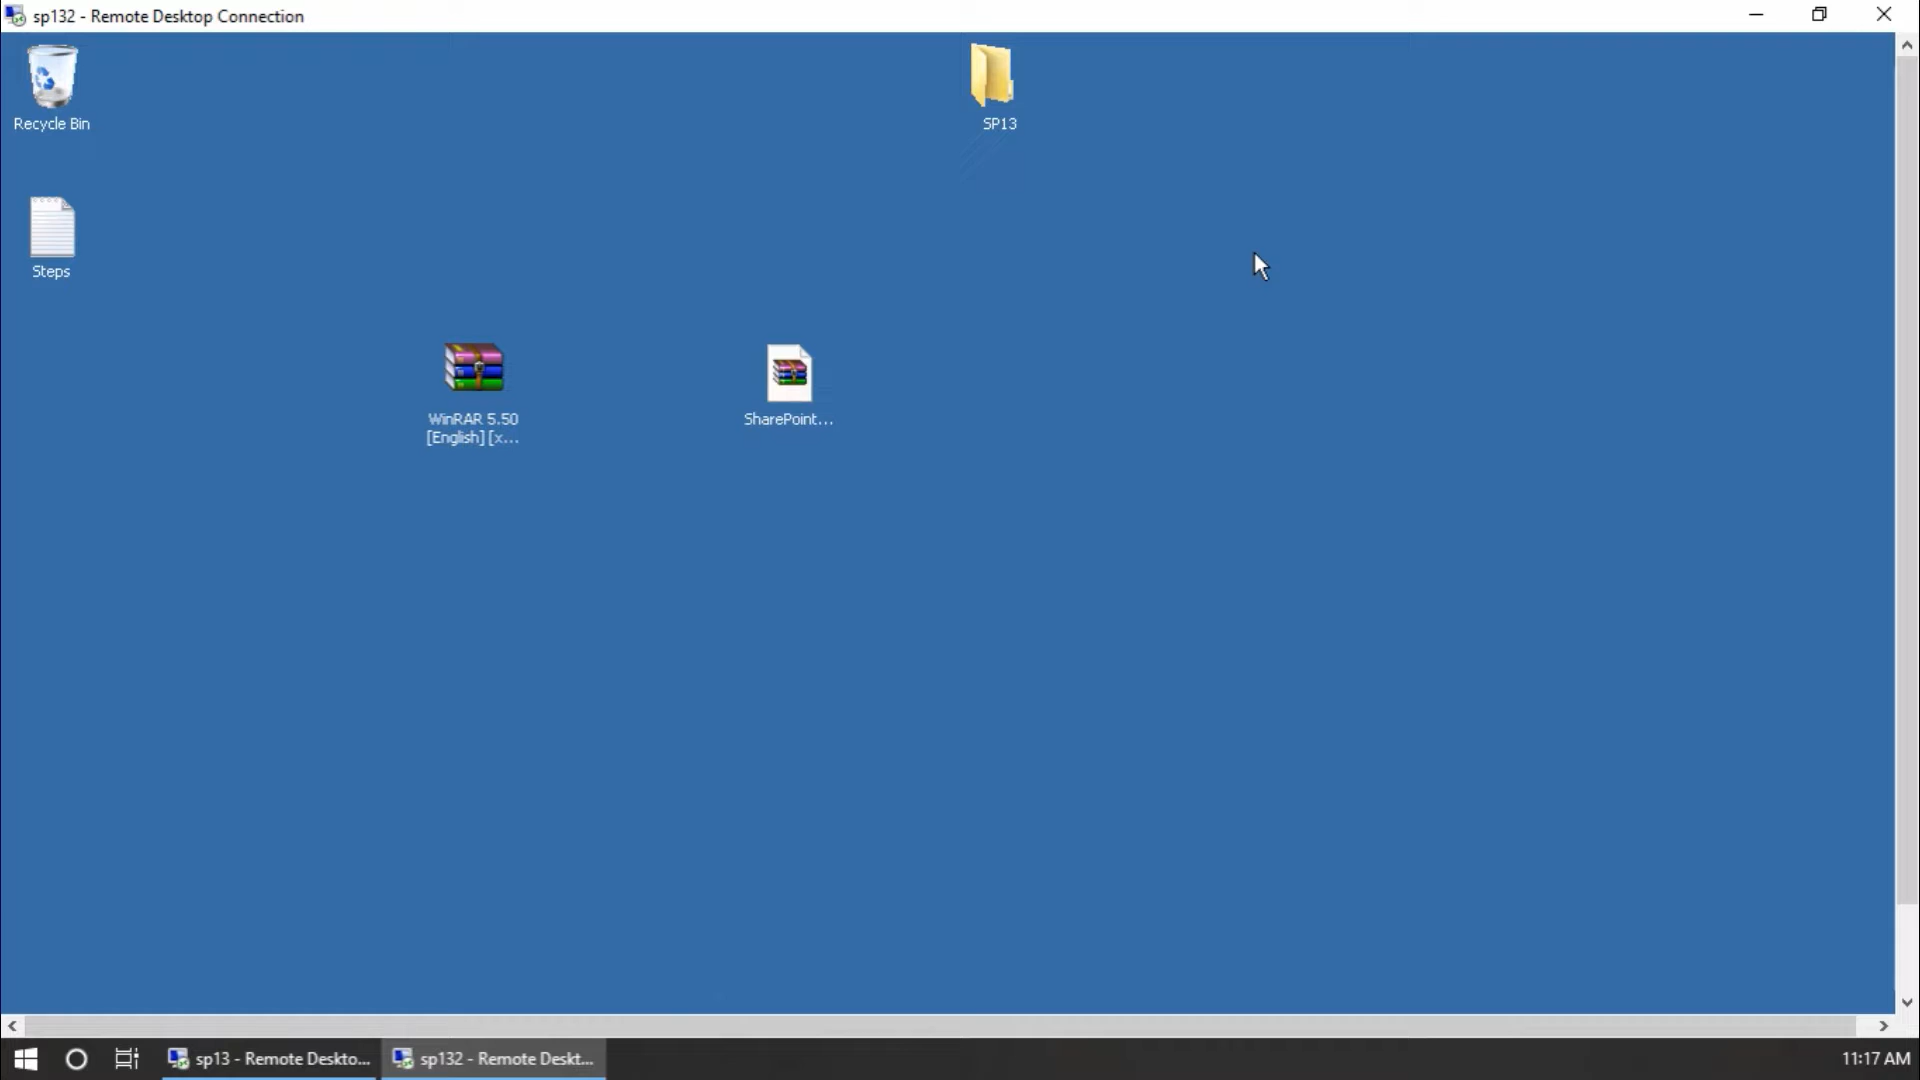 sp132 - Remote Desktop Connection
Recycle Bin
SP13
Steps
WinRAR 5.50
[English] [x...
SharePoint...
sp13 - Remote Deskto...
sp132 - Remote Deskt...
11:17 AM